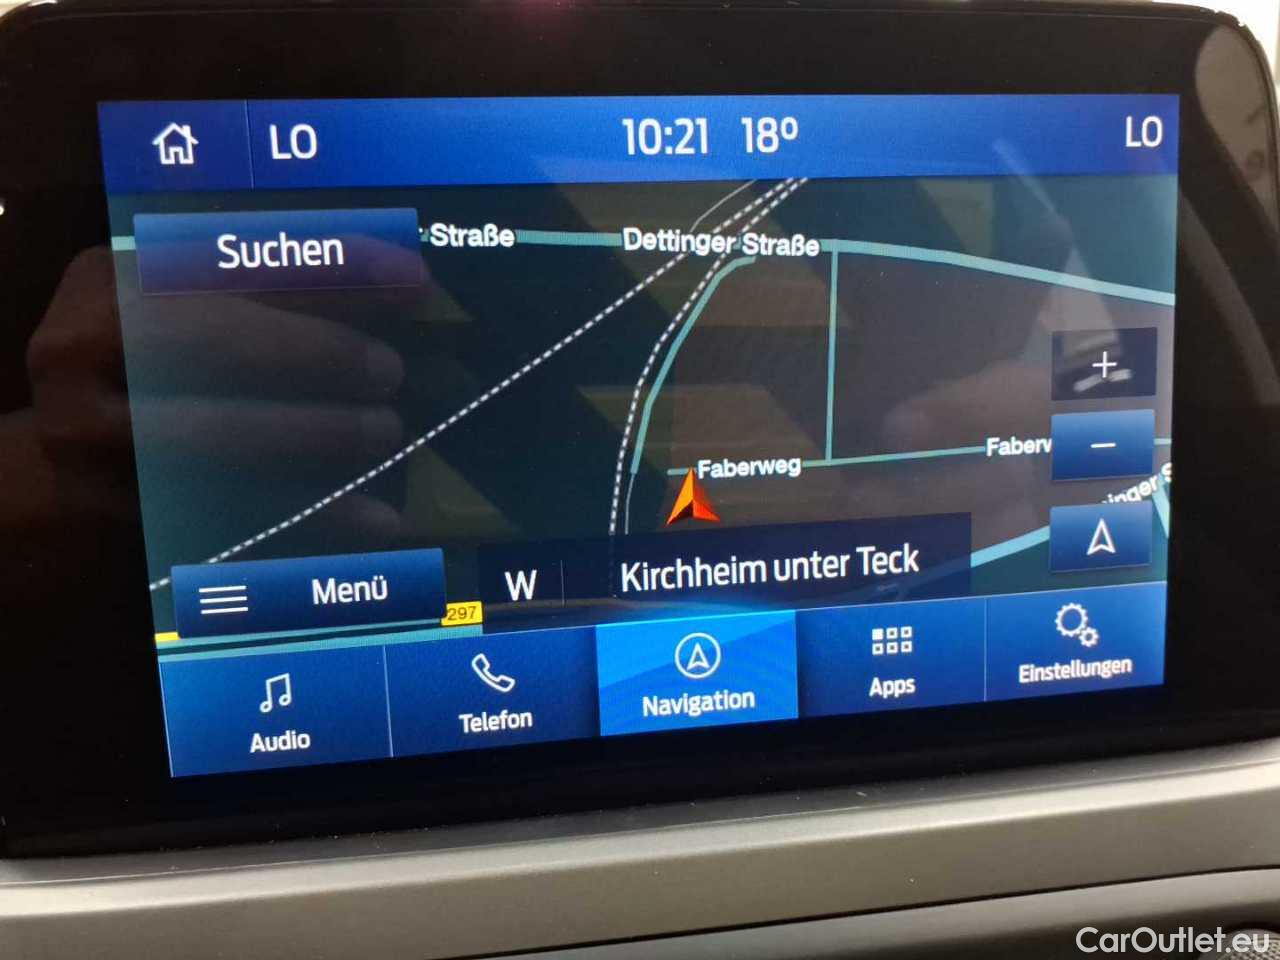 LO 10:21 18° LO
Suchen
Straße
Dettinger Straße
+
Faberweg
−
Menü
W Kirchheim unter Teck
297
Audio
Telefon
Navigation
Apps
Einstellungen
CarOutlet.eu